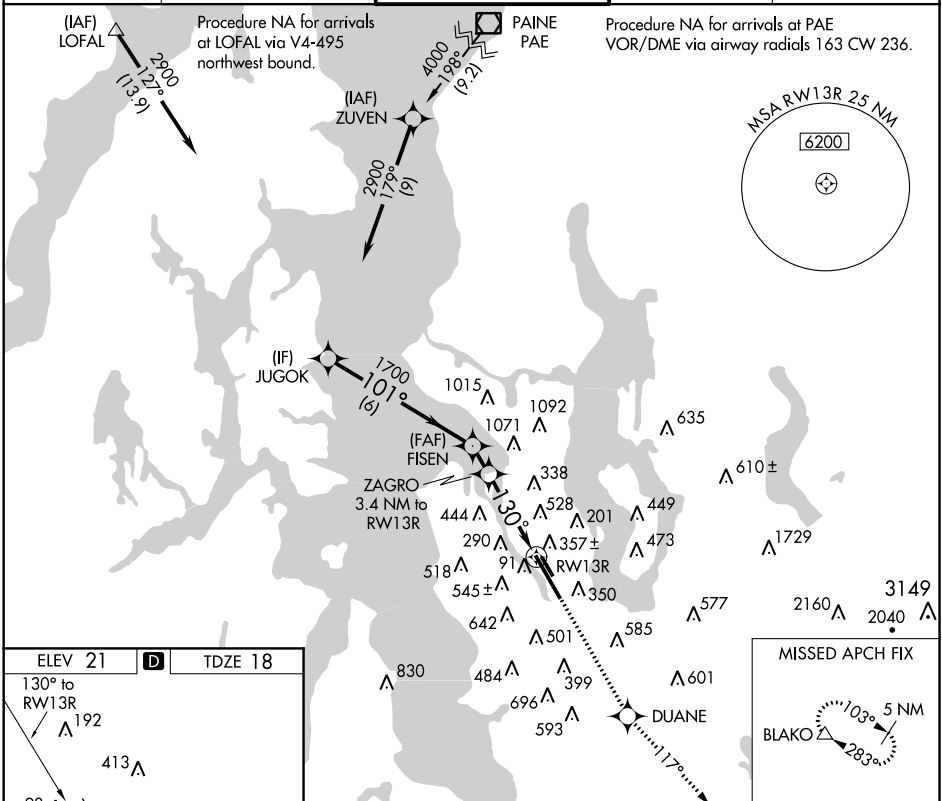 (IAF)
LOFAL
2900
127°
(13.9)
Procedure NA for arrivals
at LOFAL via V4-495
northwest bound.
PAINE
PAE
4000
198°
(9.2)
Procedure NA for arrivals at PAE
VOR/DME via airway radials 163 CW 236.
(IAF)
ZUVEN
2900
179°
(9)
MSA RW13R 25 NM
6200
(IF)
JUGOK
1700
101°
(6)
1015
1092
1071
635
(FAF)
FISEN
610 ±
ZAGRO
3.4 NM to
RW13R
338
130°
444
528
201
449
290
357 ±
473
1729
518
91
RW13R
545 ±
350
642
577
2160
3149
2040
501
585
830
484
399
601
696
593
DUANE
117°
ELEV 21
D
TDZE 18
130° to
RW13R
192
413
MISSED APCH FIX
BLAKO
103°
5 NM
283°